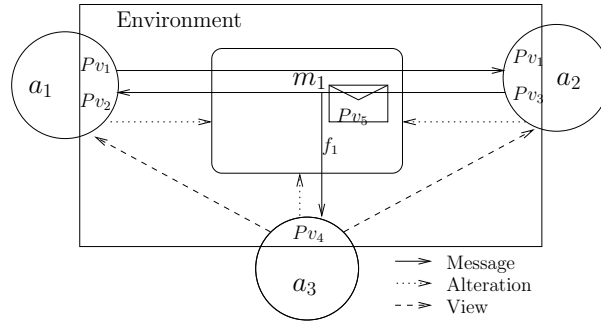 Environment
Pv₁ Pv₁
a₁ m₁ a₂
Pv₂ Pv₃
Pv₅
f₁
Pv₄
a₃
Message
Alteration
View